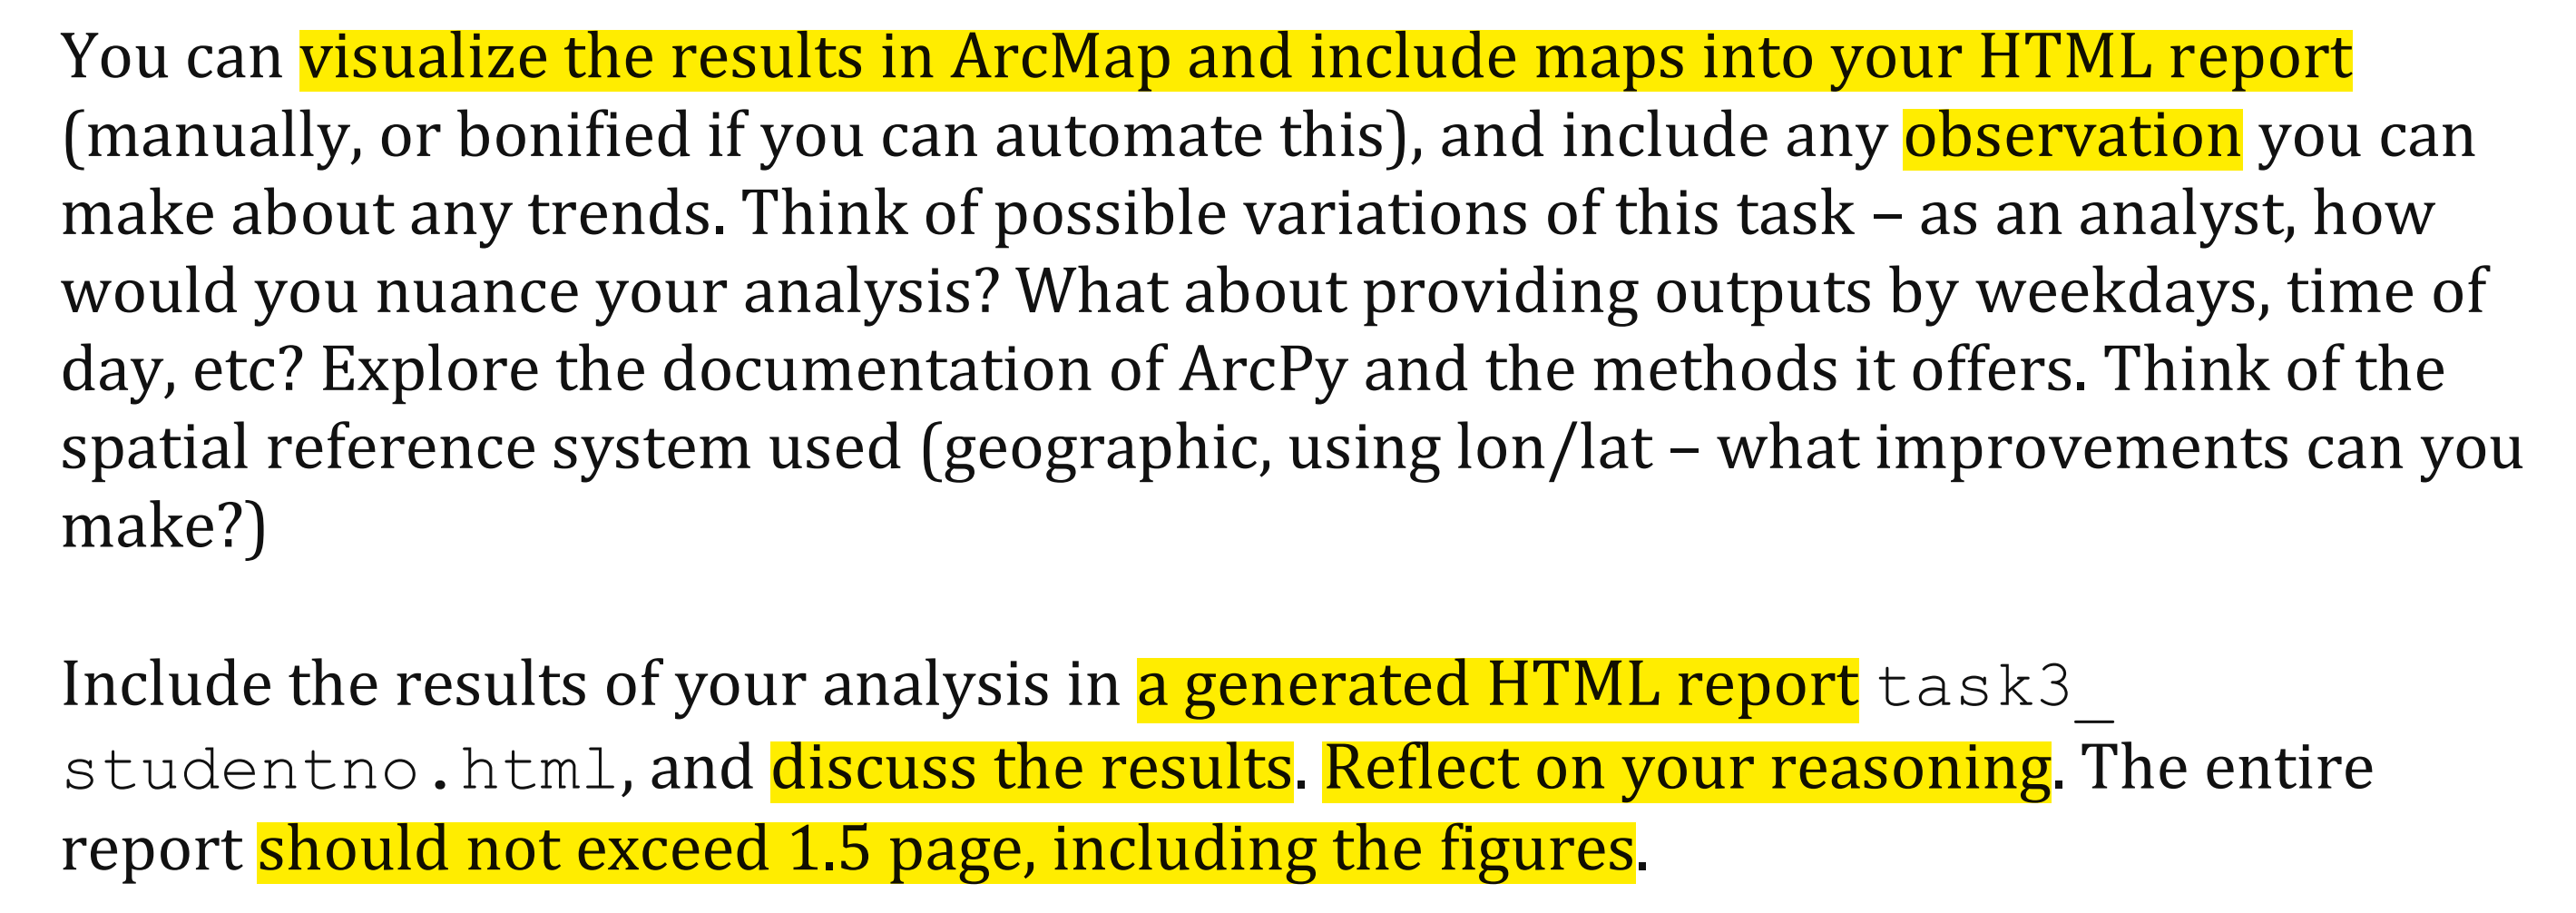 You can visualize the results in ArcMap and include maps into your HTML report
(manually, or bonified if you can automate this), and include any observation you can
make about any trends. Think of possible variations of this task – as an analyst, how
would you nuance your analysis? What about providing outputs by weekdays, time of
day, etc? Explore the documentation of ArcPy and the methods it offers. Think of the
spatial reference system used (geographic, using lon/lat – what improvements can you
make?)
Include the results of your analysis in a generated HTML report task3_
studentno.html, and discuss the results. Reflect on your reasoning. The entire
report should not exceed 1.5 page, including the figures.